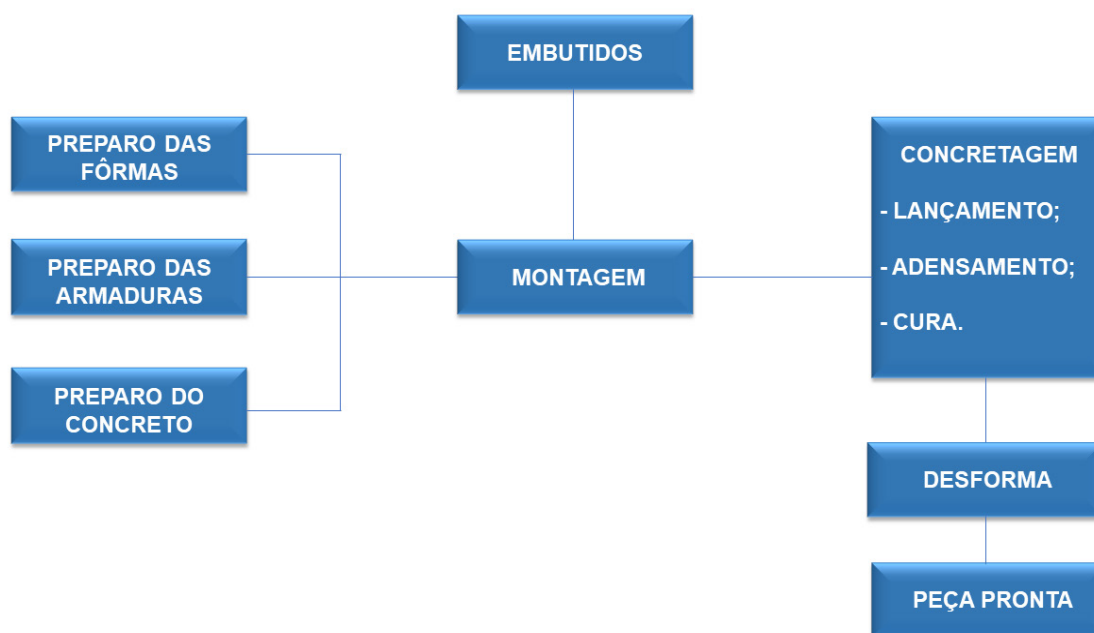 EMBUTIDOS
PREPARO DAS
FÔRMAS
PREPARO DAS
ARMADURAS
PREPARO DO
CONCRETO
MONTAGEM
CONCRETAGEM
- LANÇAMENTO;
- ADENSAMENTO;
- CURA.
DESFORMA
PEÇA PRONTA